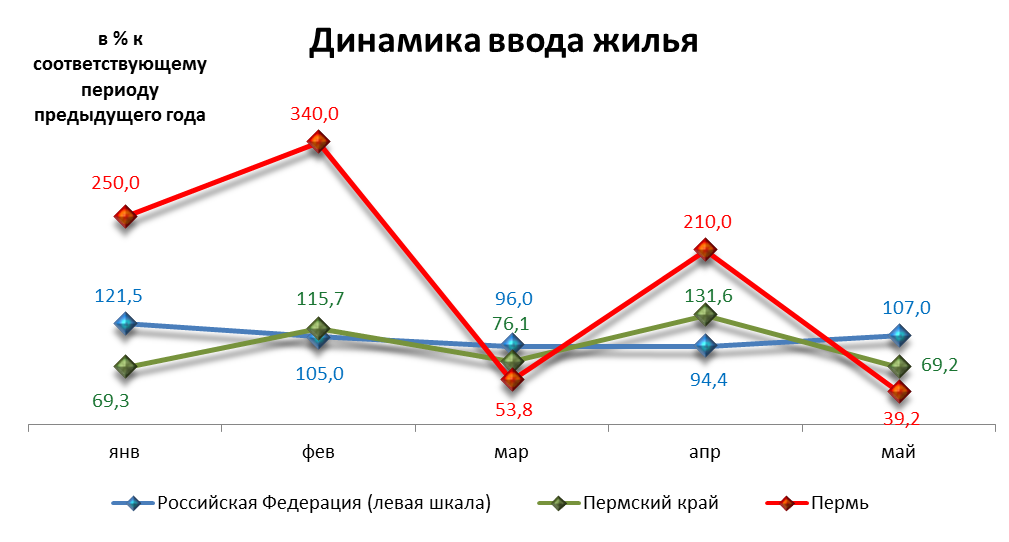 Динамика ввода жилья
в % к
соответствующему
периоду
предыдущего года
340,0
250,0
210,0
121,5
115,7
96,0
131,6
107,0
76,1
69,3
105,0
53,8
94,4
69,2
39,2
янв фев мар апр май
Российская Федерация (левая шкала) Пермский край Пермь